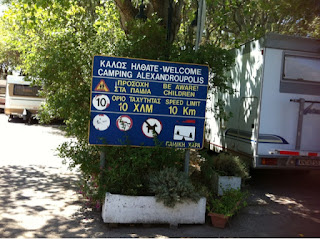 ΚΑΛΩΣ ΗΛΘΑΤΕ-WELCOME
CAMPING ALEXANDROUPOLIS
ΠΡΟΣΟΧΗ BE AWARE!
ΣΤΑ ΠΑΙΔΙΑ CHILDREN
10 ΟΡΙΟ ΤΑΧΥΤΗΤΑΣ SPEED LIMIT
10 ΧΛΜ 10 Km